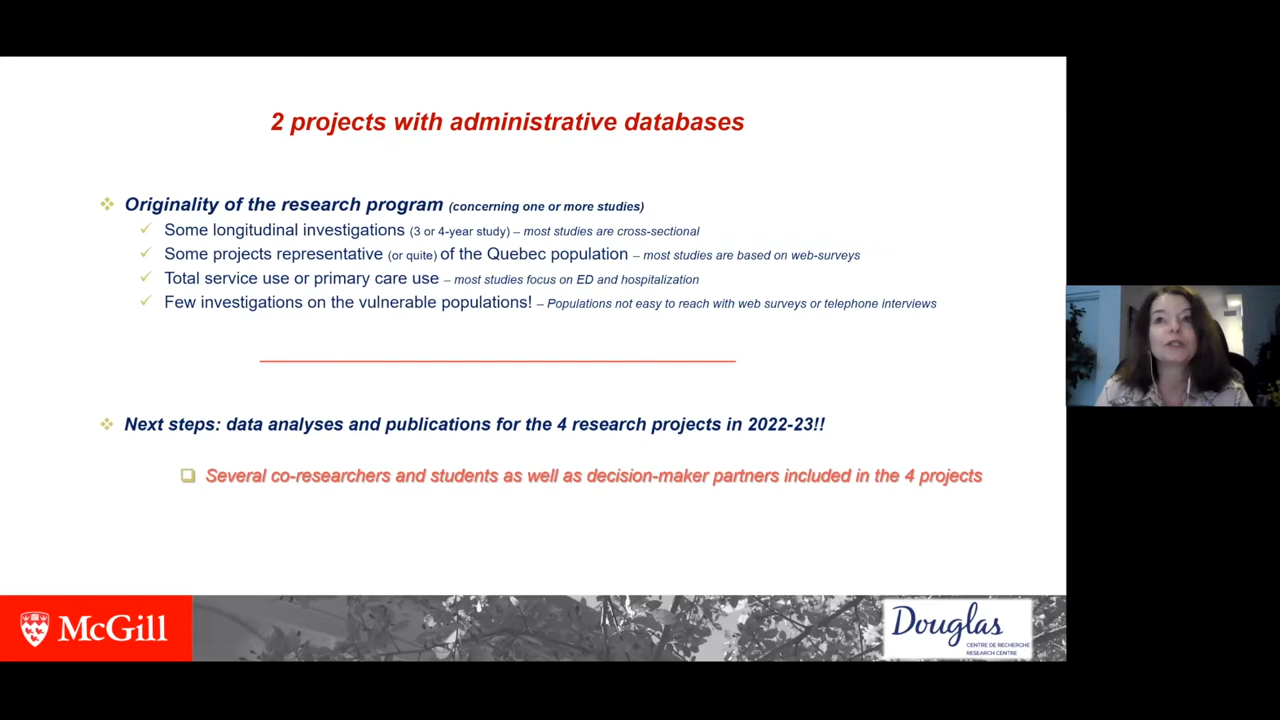 2 projects with administrative databases
Originality of the research program (concerning one or more studies)
Some longitudinal investigations (3 or 4-year study) – most studies are cross-sectional
Some projects representative (or quite) of the Quebec population – most studies are based on web-surveys
Total service use or primary care use – most studies focus on ED and hospitalization
Few investigations on the vulnerable populations! – Populations not easy to reach with web surveys or telephone interviews
Next steps: data analyses and publications for the 4 research projects in 2022-23!!
Several co-researchers and students as well as decision-maker partners included in the 4 projects
McGill
Douglas
CENTRE DE RECHERCHE
RESEARCH CENTRE